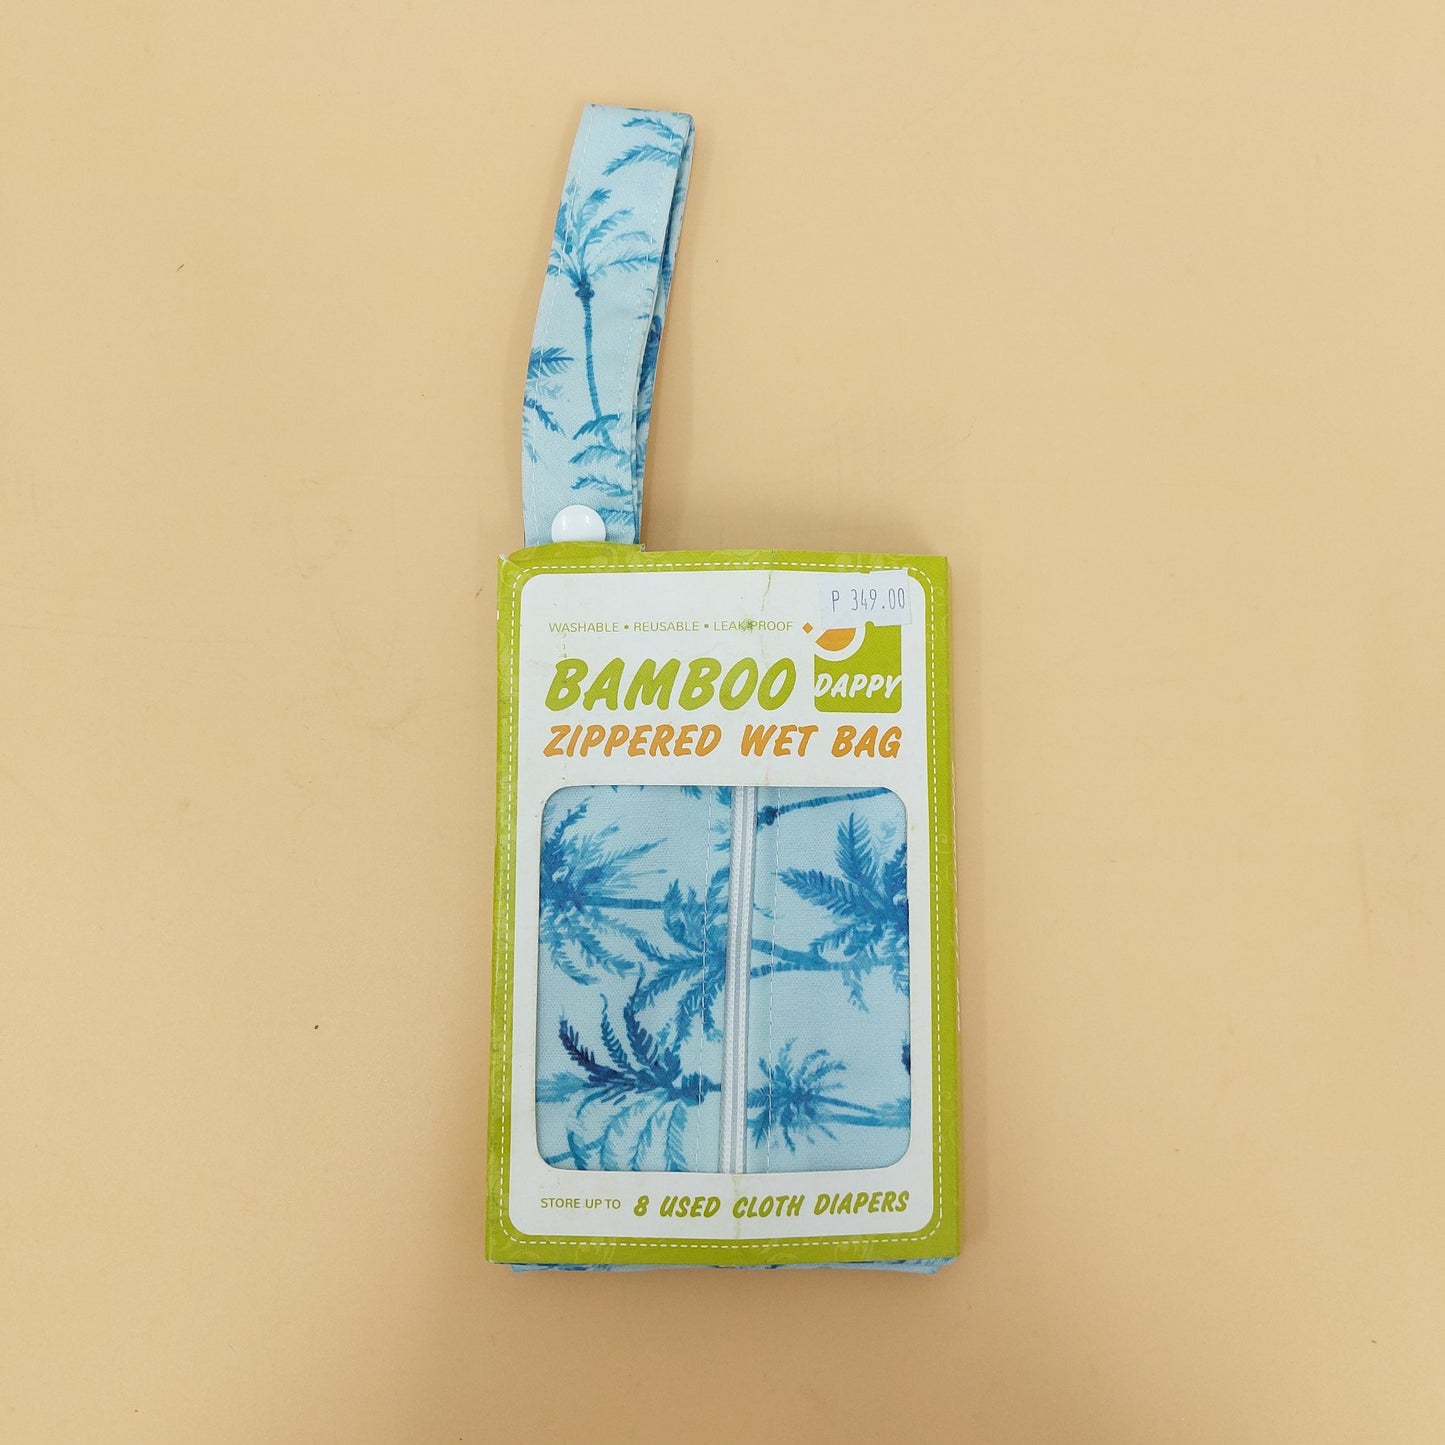 P 349.00
WASHABLE • REUSABLE • LEAK PROOF
BAMBOO
DAPPY
ZIPPERED WET BAG
STORE UP TO 8 USED CLOTH DIAPERS